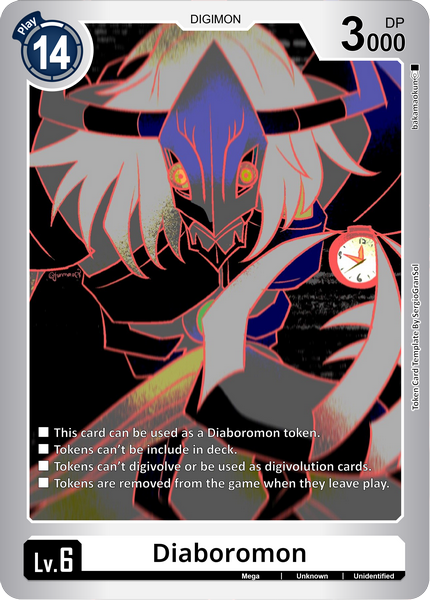 DIGIMON
Play
14
DP
3000
bakamaokun©
■ This card can be used as a Diaboromon token.
■ Tokens can't be include in deck.
■ Tokens can't digivolve or be used as digivolution cards.
■ Tokens are removed from the game when they leave play.
Token Card Template By SergioGranSol
Lv.6
Diaboromon
Mega | Unknown | Unidentified